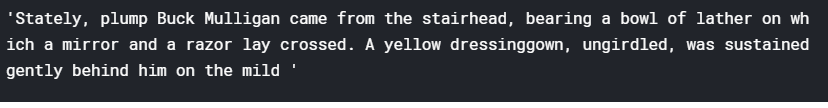 'Stately, plump Buck Mulligan came from the stairhead, bearing a bowl of lather on wh
ich a mirror and a razor lay crossed. A yellow dressinggown, ungirdled, was sustained
gently behind him on the mild '